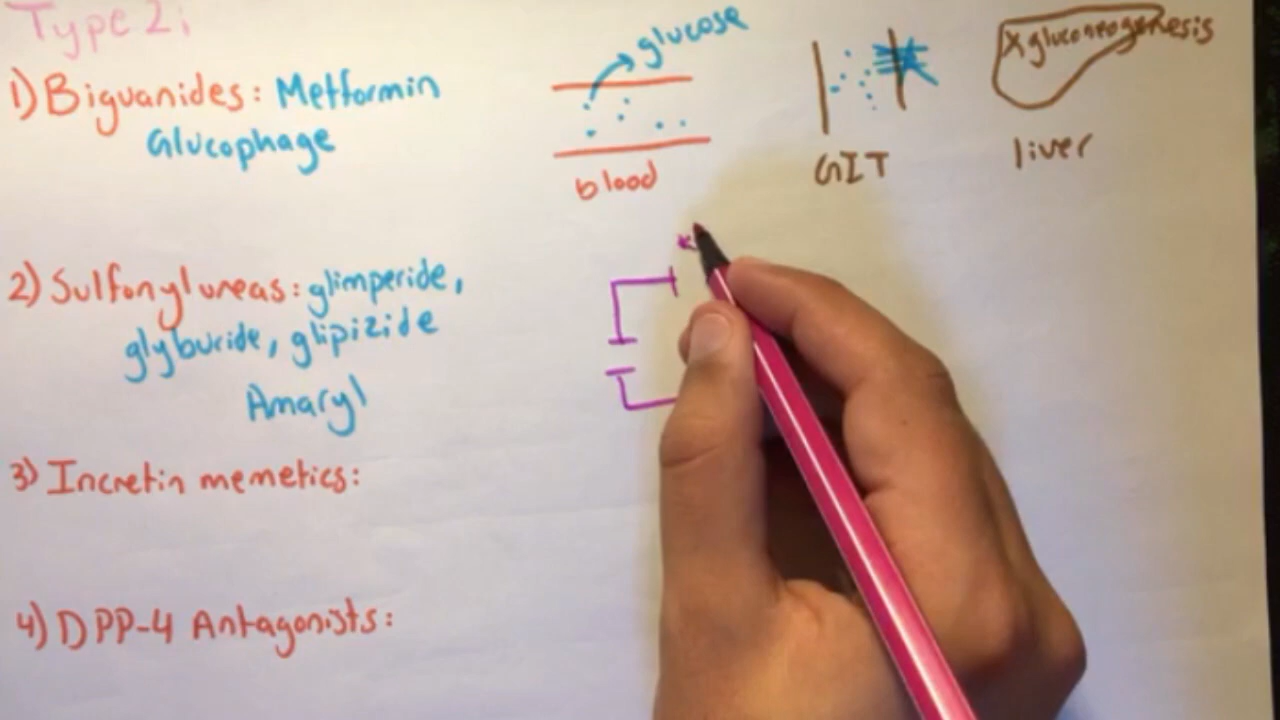 Type 2:
1) Biguanides: Metformin
Glucophage
glucose
blood
GIT
x gluconeogenesis
liver
2) Sulfonylureas: glimperide,
glyburide, glipizide
Amaryl
K
3) Incretin memetics:
4) DPP-4 Antagonists: